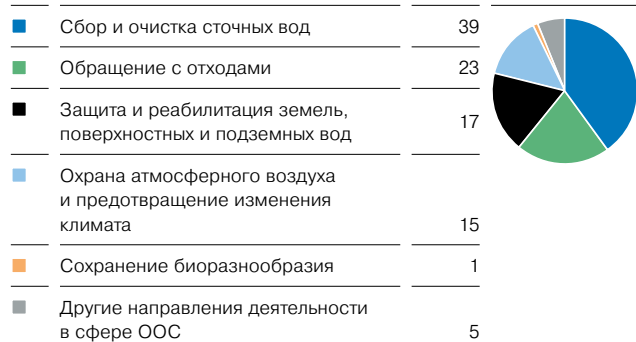 Сбор и очистка сточных вод 39
Обращение с отходами 23
Защита и реабилитация земель,
поверхностных и подземных вод 17
Охрана атмосферного воздуха
и предотвращение изменения
климата 15
Сохранение биоразнообразия 1
Другие направления деятельности
в сфере ООС 5